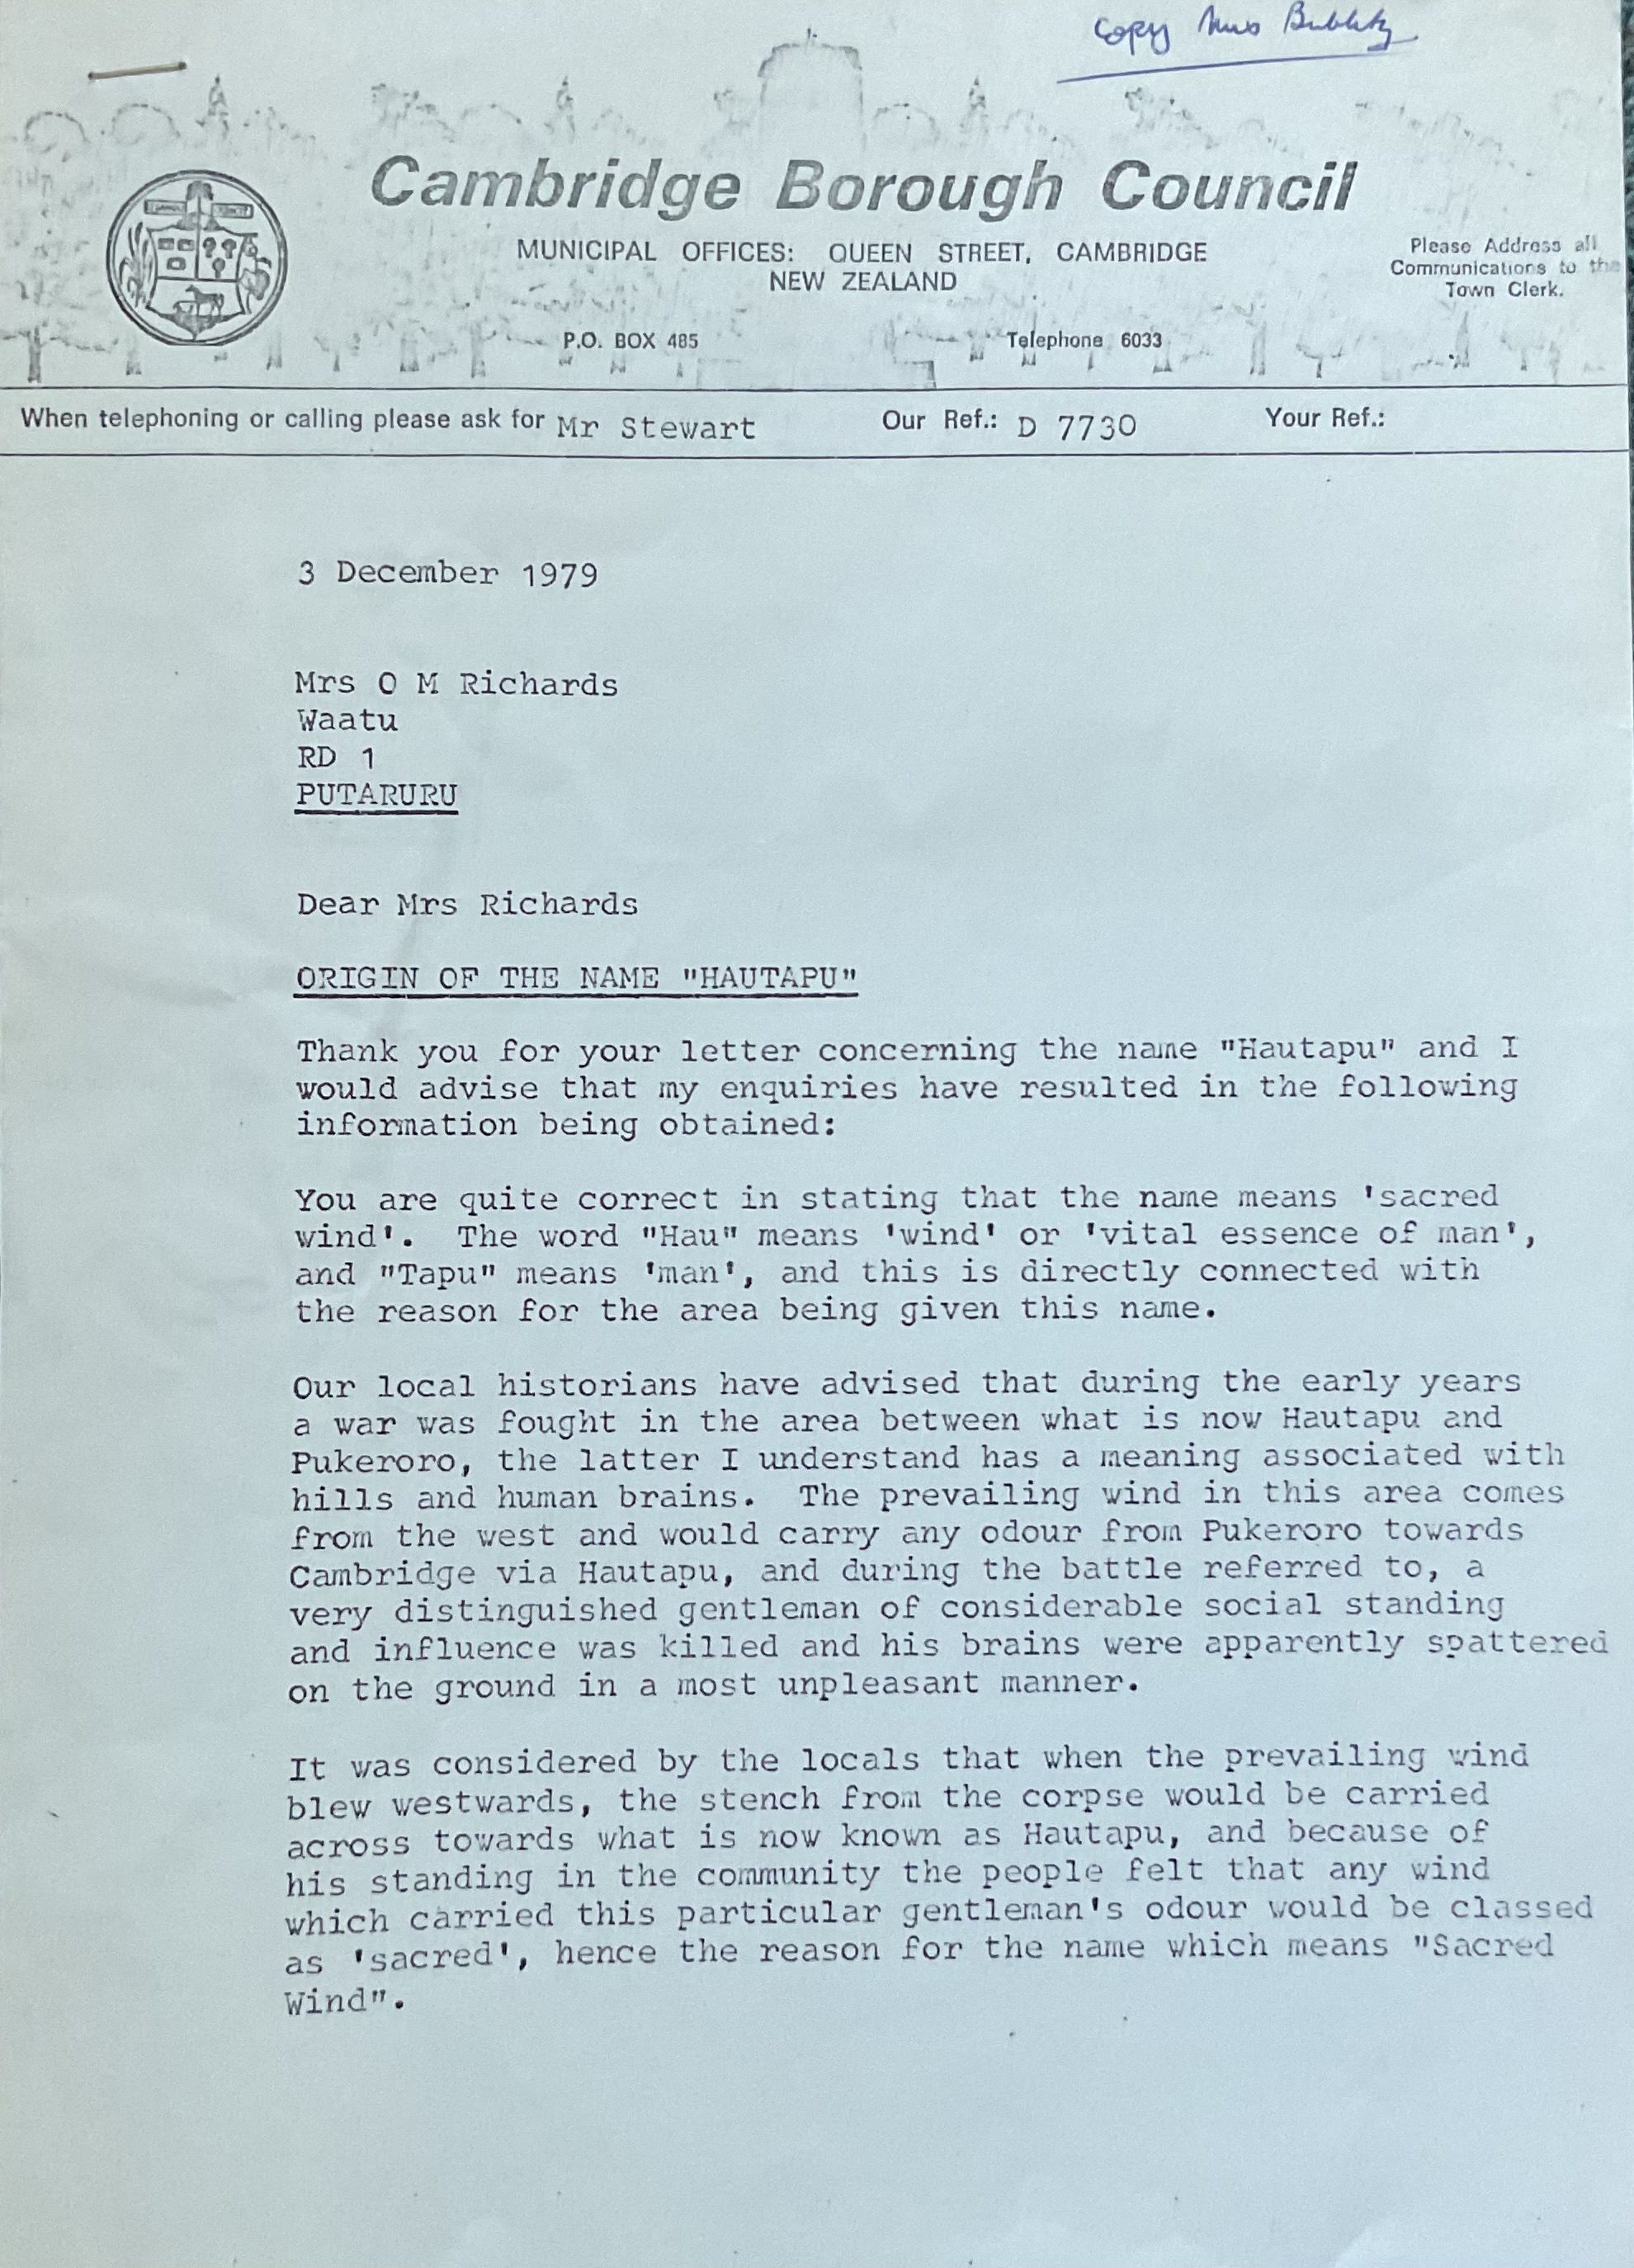 Copy Mrs Bublitz
Cambridge Borough Council
MUNICIPAL OFFICES: QUEEN STREET, CAMBRIDGE
NEW ZEALAND
Please Address all
Communications to the
Town Clerk.
P.O. BOX 485 Telephone 6033
When telephoning or calling please ask for Mr Stewart Our Ref.: D 7730 Your Ref.:
3 December 1979
Mrs O M Richards
Waatu
RD 1
PUTARURU
Dear Mrs Richards
ORIGIN OF THE NAME "HAUTAPU"
Thank you for your letter concerning the name "Hautapu" and I
would advise that my enquiries have resulted in the following
information being obtained:
You are quite correct in stating that the name means 'sacred
wind'. The word "Hau" means 'wind' or 'vital essence of man',
and "Tapu" means 'man', and this is directly connected with
the reason for the area being given this name.
Our local historians have advised that during the early years
a war was fought in the area between what is now Hautapu and
Pukeroro, the latter I understand has a meaning associated with
hills and human brains. The prevailing wind in this area comes
from the west and would carry any odour from Pukeroro towards
Cambridge via Hautapu, and during the battle referred to, a
very distinguished gentleman of considerable social standing
and influence was killed and his brains were apparently spattered
on the ground in a most unpleasant manner.
It was considered by the locals that when the prevailing wind
blew westwards, the stench from the corpse would be carried
across towards what is now known as Hautapu, and because of
his standing in the community the people felt that any wind
which carried this particular gentleman's odour would be classed
as 'sacred', hence the reason for the name which means "Sacred
Wind".